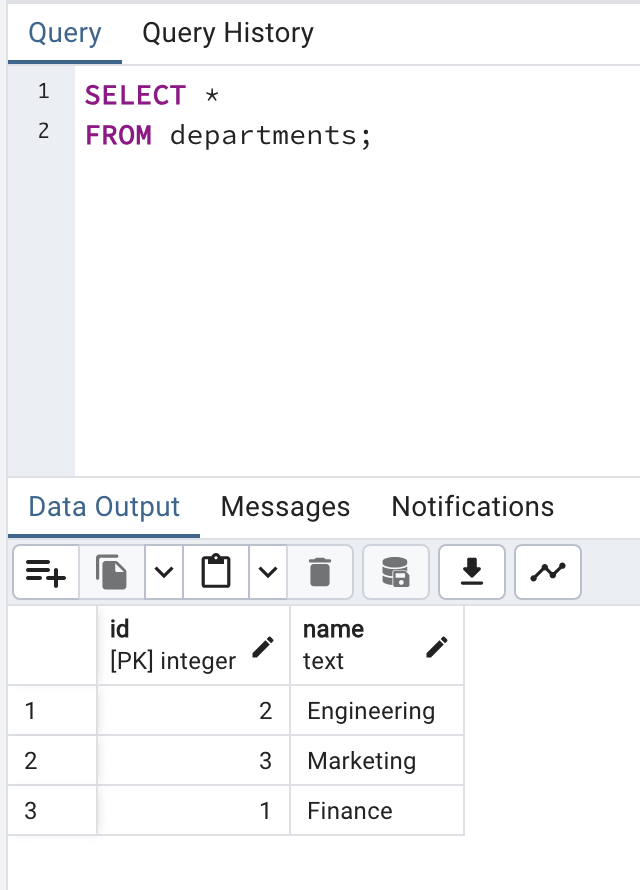 Query Query History
1 SELECT *
2 FROM departments;
Data Output Messages Notifications
id name
[PK] integer text
1 2 Engineering
2 3 Marketing
3 1 Finance